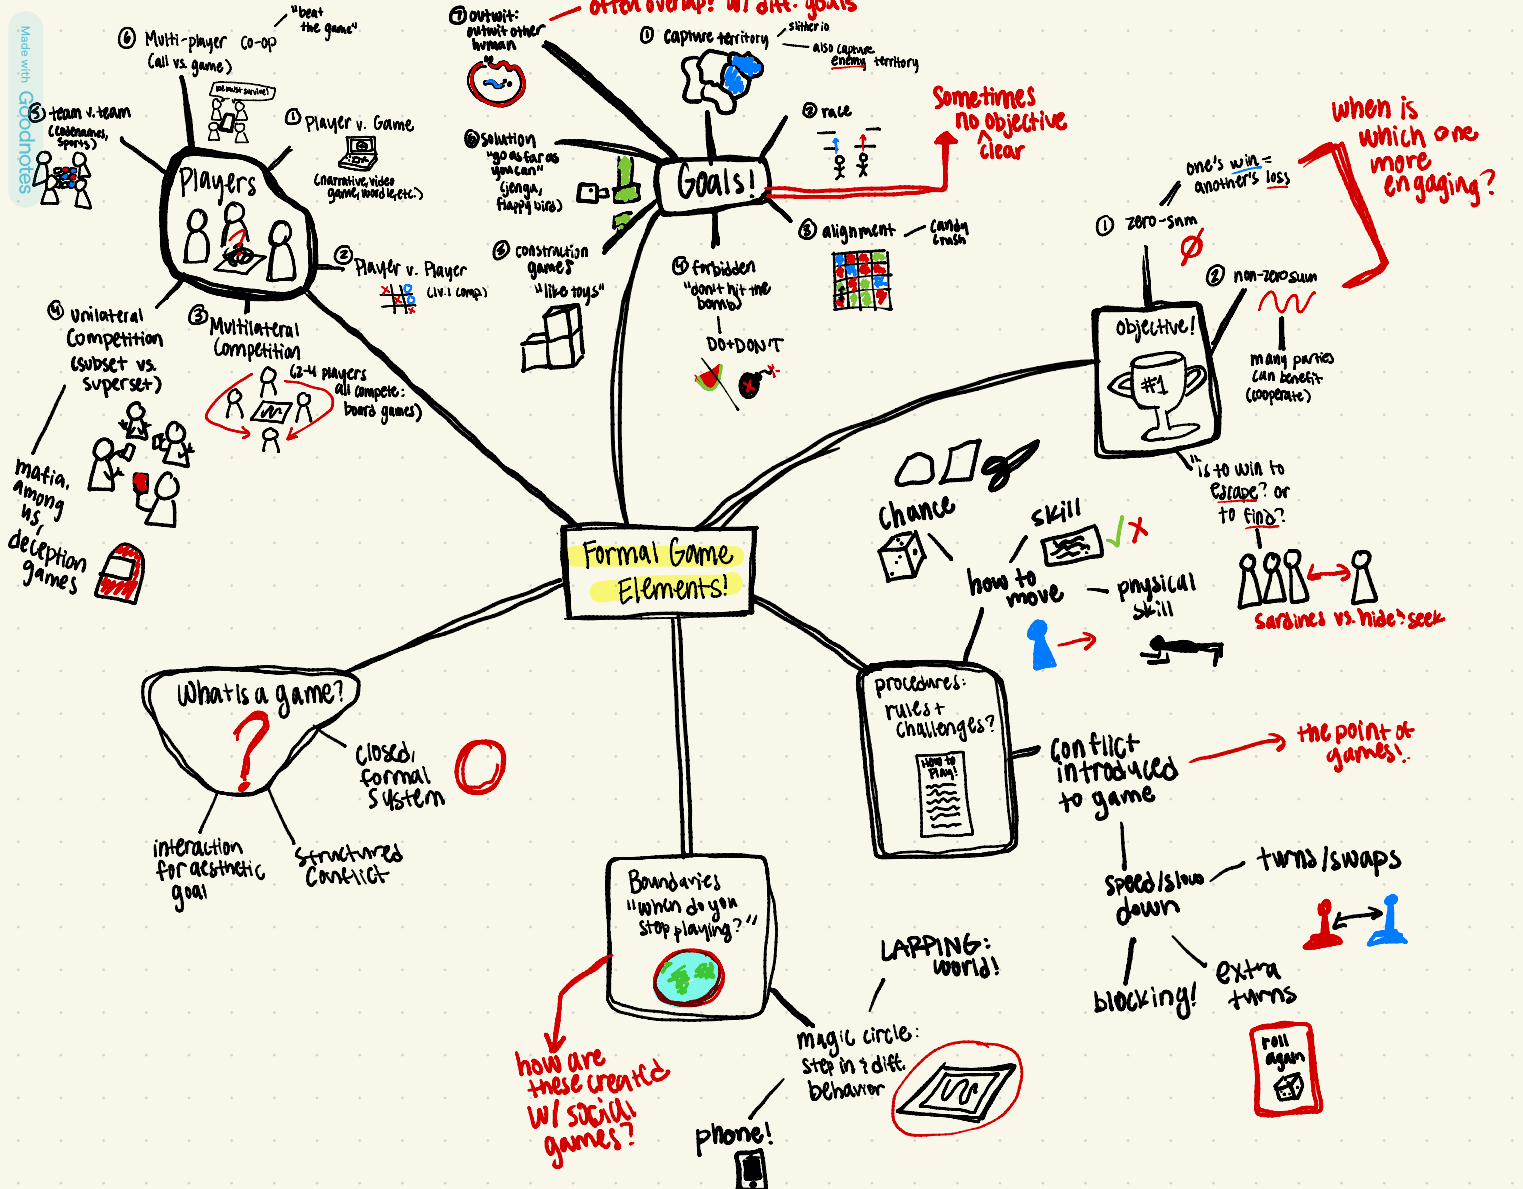 Made with Goodnotes
Formal Game
Elements!
Players
① Player v. Game
(narrative, video
game, wordle, etc.)
② Player v. Player
(1v.1 comp.)
③ Multilateral
Competition
(2-4 players
all compete:
board games)
④ Unilateral
Competition
(subset vs.
superset)
mafia,
among
us,
deception
games
⑤ team v. team
(codenames,
sports)
⑥ Multi-player co-op
(all vs. game)
"beat
the game"
we must survive!
Goals!
① capture territory
slither io
also capture
enemy territory
② race
③ alignment
candy
crush
④ forbidden
"don't hit the
bomb"
DO+DON'T
⑤ construction
games
"like toys"
⑥ solution
"go as far as
you can"
(jenga,
flappy bird)
⑦ outwit:
outwit other
human
often overlap! w/ diff. goals
Sometimes
no objective
clear
Objective!
#1
① zero-sum
one's win =
another's loss
② non-zero sum
many parties
can benefit
(cooperate)
when is
which one
more
engaging?
"is to win to
escape? or
to find?
Sardines vs. hide & seek
procedures:
rules +
challenges?
How to
Play!
how to
move
chance
skill
physical
skill
conflict
introduced
to game
the point of
games!
speed/slow
down
turns/swaps
blocking!
extra
turns
roll
again
Boundaries
"when do you
stop playing?"
how are
these created
w/ social
games?
magic circle:
step in & diff.
behavior
LARPING:
world!
phone!
What is a game?
?
closed,
formal
system
interaction
for aesthetic
goal
structured
conflict